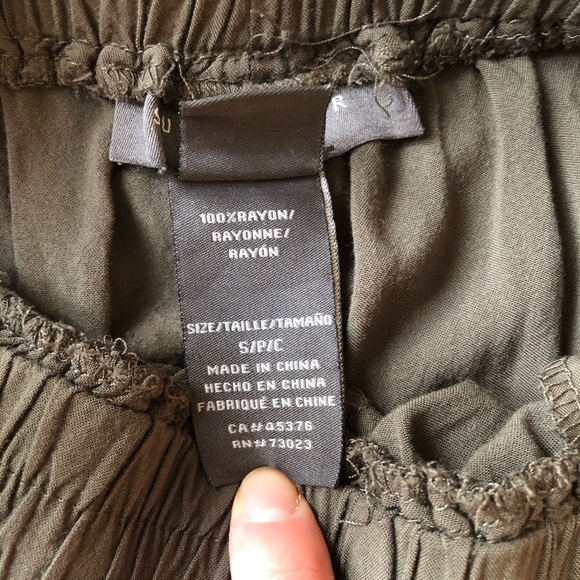 100%RAYON/
RAYONNE/
RAYÓN
SIZE/TAILLE/TAMAÑO
S/P/C
MADE IN CHINA
HECHO EN CHINA
FABRIQUÉ EN CHINE
CA#45376
RN#73023